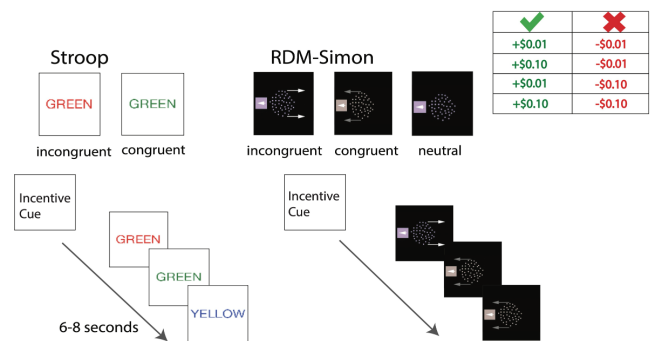 Stroop
RDM-Simon
+$0.01 -$0.01
+$0.10 -$0.01
+$0.01 -$0.10
+$0.10 -$0.10
GREEN
GREEN
incongruent congruent
incongruent congruent neutral
Incentive
Cue
GREEN
GREEN
YELLOW
6-8 seconds
Incentive
Cue